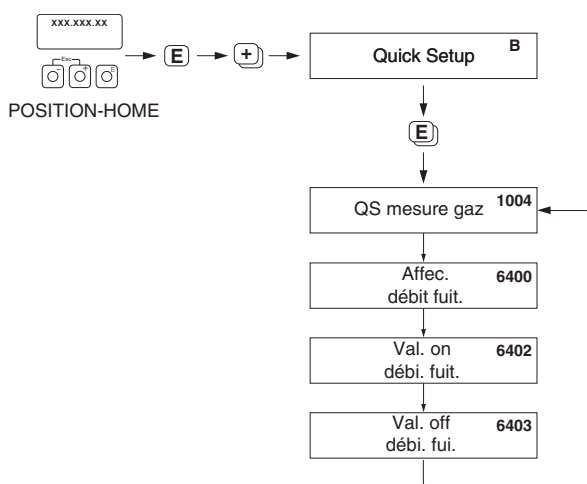 xxx.xxx.xx
Esc
- + E
POSITION-HOME
E
+
Quick Setup B
E
QS mesure gaz 1004
Affec. 6400
débit fuit.
Val. on 6402
débi. fuit.
Val. off 6403
débi. fui.